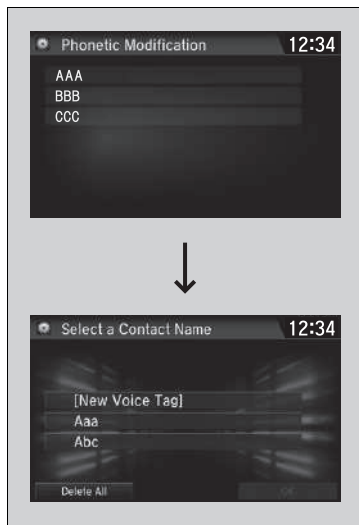 Phonetic Modification 12:34
AAA
BBB
CCC
Select a Contact Name 12:34
[New Voice Tag]
Aaa
Abc
Delete All OK